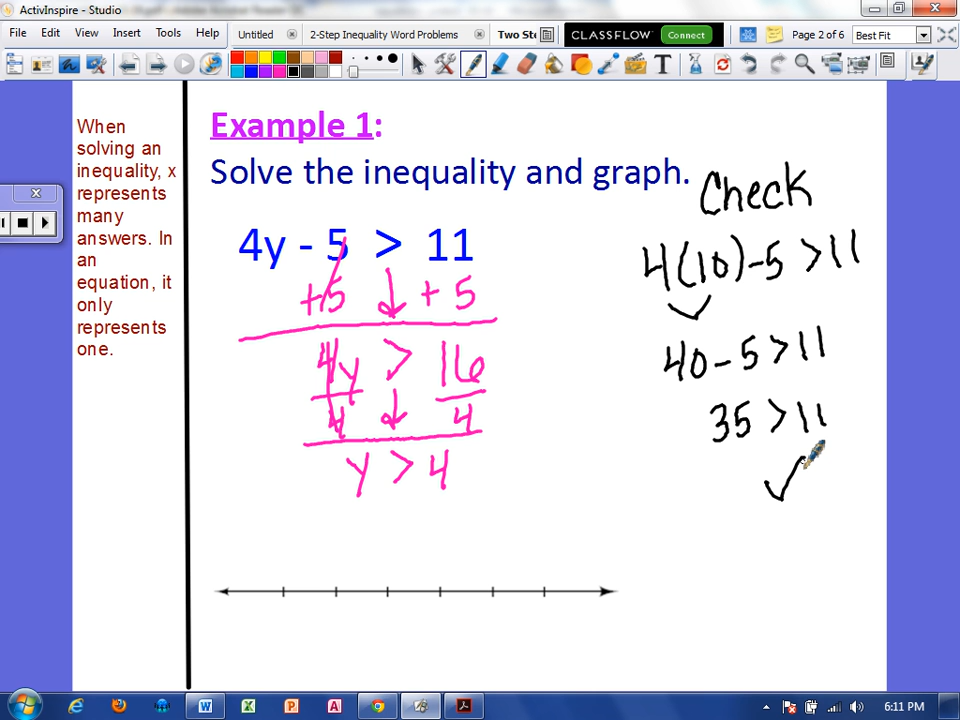 ActivInspire - Studio
File Edit View Insert Tools Help
Untitled
2-Step Inequality Word Problems
Two Ste
CLASSFLOW Connect
Page 2 of 6
Best Fit
When
solving an
inequality, x
represents
many
answers. In
an
equation, it
only
represents
one.
Example 1:
Solve the inequality and graph.
4y - 5 > 11
+5 ↓ + 5
4y > 16
4 ↓ 4
y > 4
Check
4(10)-5 >11
40-5 >11
35 >11
✓
6:11 PM